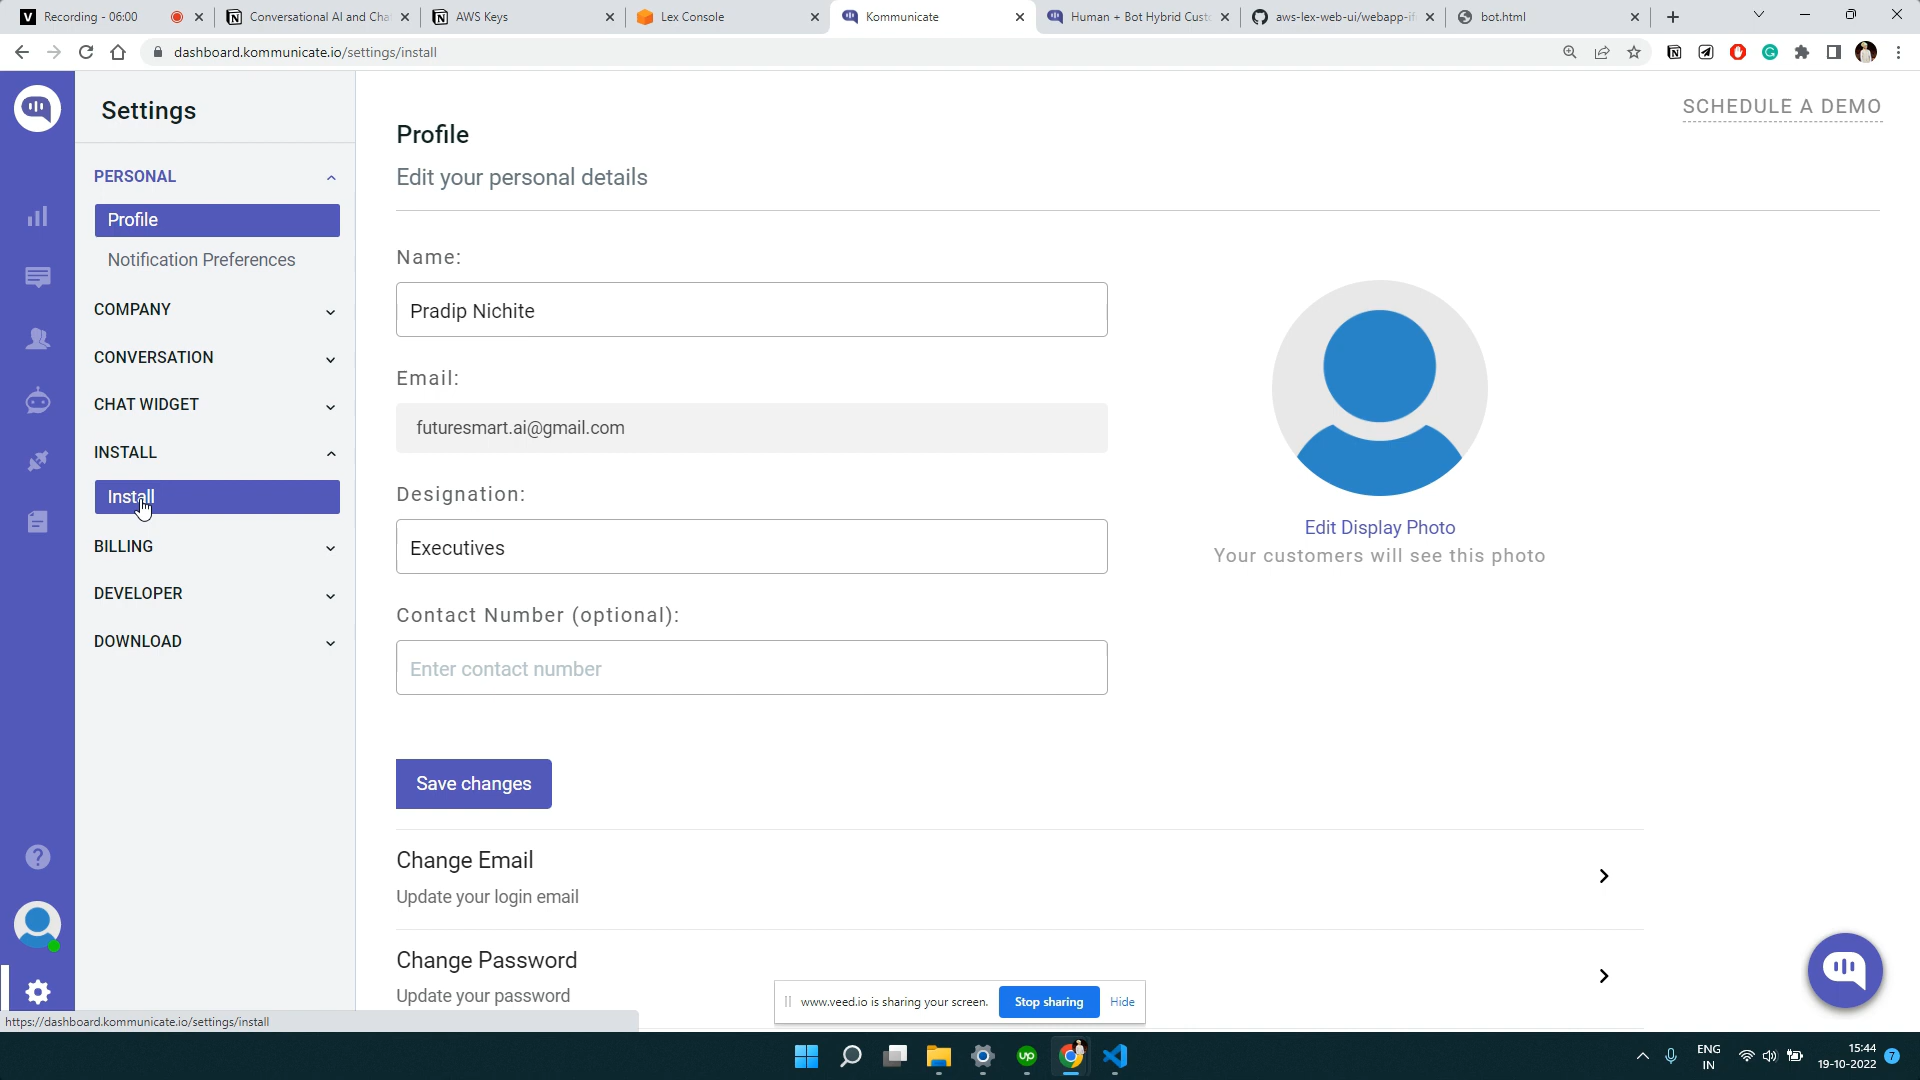 Recording - 06:00
Conversational AI and Cha
AWS Keys
Lex Console
Kommunicate
Human + Bot Hybrid Cust
aws-lex-web-ui/webapp-if
bot.html
dashboard.kommunicate.io/settings/install
Settings
PERSONAL
Profile
Notification Preferences
COMPANY
CONVERSATION
CHAT WIDGET
INSTALL
Install
BILLING
DEVELOPER
DOWNLOAD
SCHEDULE A DEMO
Profile
Edit your personal details
Name:
Pradip Nichite
Email:
futuresmart.ai@gmail.com
Designation:
Executives
Contact Number (optional):
Enter contact number
Edit Display Photo
Your customers will see this photo
Save changes
Change Email
Update your login email
Change Password
Update your password
www.veed.io is sharing your screen.
Stop sharing
Hide
https://dashboard.kommunicate.io/settings/install
up
ENG
IN
15:44
19-10-2022
7